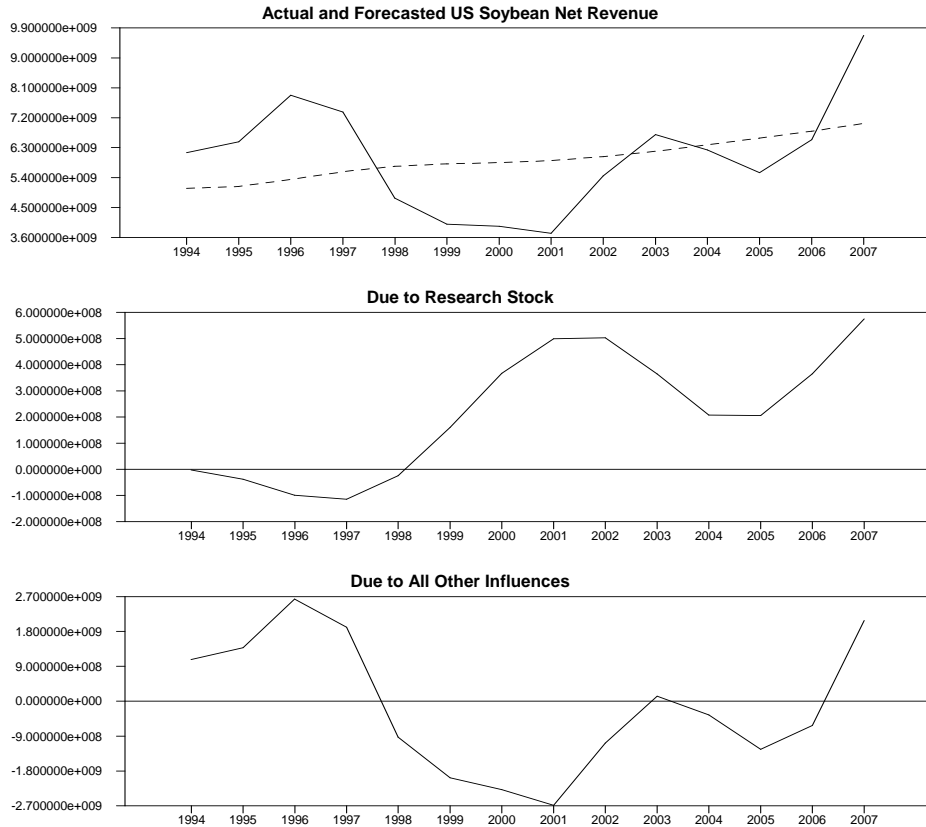 Actual and Forecasted US Soybean Net Revenue
9.900000e+009
9.000000e+009
8.100000e+009
7.200000e+009
6.300000e+009
5.400000e+009
4.500000e+009
3.600000e+009
1994 1995 1996 1997 1998 1999 2000 2001 2002 2003 2004 2005 2006 2007
Due to Research Stock
6.000000e+008
5.000000e+008
4.000000e+008
3.000000e+008
2.000000e+008
1.000000e+008
0.000000e+000
-1.000000e+008
-2.000000e+008
1994 1995 1996 1997 1998 1999 2000 2001 2002 2003 2004 2005 2006 2007
Due to All Other Influences
2.700000e+009
1.800000e+009
9.000000e+008
0.000000e+000
-9.000000e+008
-1.800000e+009
-2.700000e+009
1994 1995 1996 1997 1998 1999 2000 2001 2002 2003 2004 2005 2006 2007